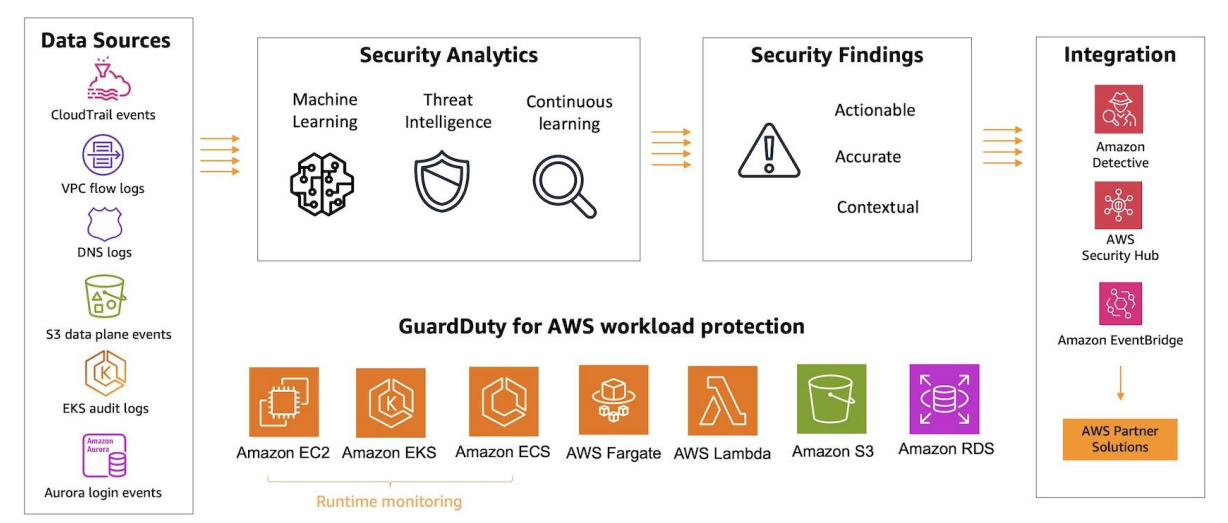 Data Sources
CloudTrail events
VPC flow logs
DNS logs
S3 data plane events
EKS audit logs
Amazon
Aurora
Aurora login events
Security Analytics
Machine
Learning
Threat
Intelligence
Continuous
learning
Security Findings
Actionable
Accurate
Contextual
Integration
Amazon
Detective
AWS
Security Hub
Amazon EventBridge
AWS Partner
Solutions
GuardDuty for AWS workload protection
K
K
Amazon EC2
Amazon EKS
Amazon ECS
AWS Fargate
AWS Lambda
Amazon S3
Amazon RDS
Runtime monitoring